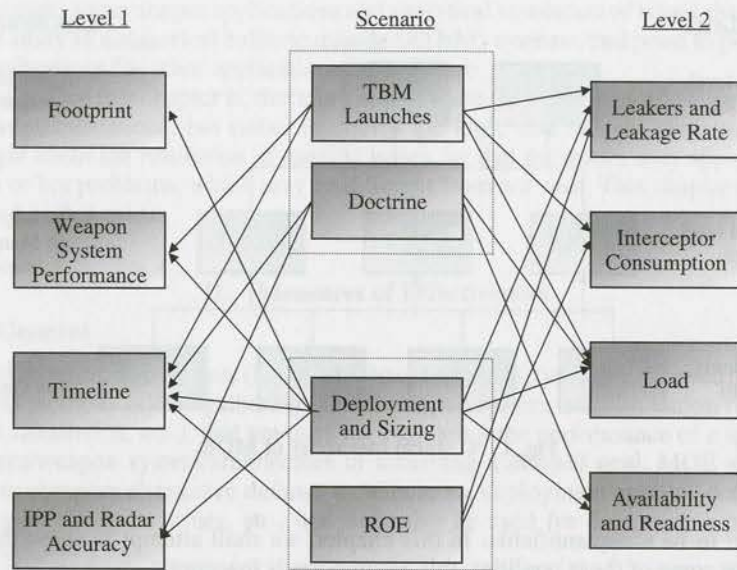 Level 1
Scenario
Level 2
Footprint
TBM
Launches
Leakers and
Leakage Rate
Weapon
System
Performance
Doctrine
Interceptor
Consumption
Timeline
Deployment
and Sizing
Load
IPP and Radar
Accuracy
ROE
Availability
and Readiness